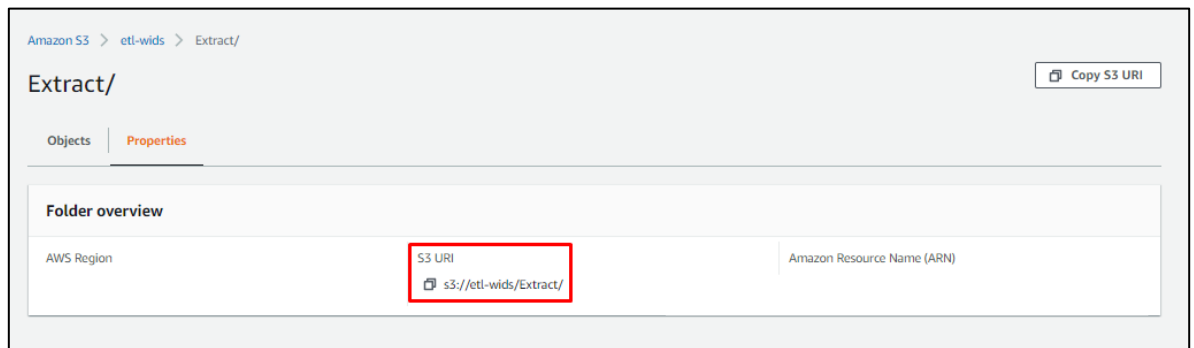 Amazon S3 > etl-wids > Extract/
Extract/
Copy S3 URI
Objects
Properties
Folder overview
AWS Region
S3 URI
Amazon Resource Name (ARN)
s3://etl-wids/Extract/